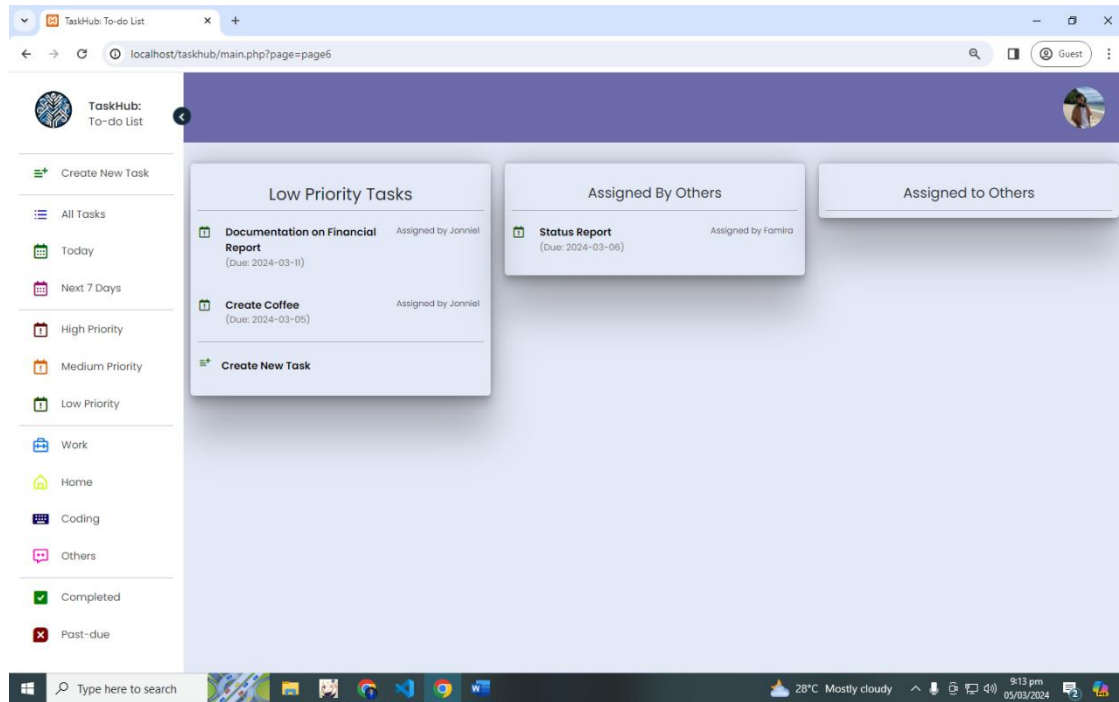 TaskHub: To-do List
localhost/taskhub/main.php?page=page6
Guest
TaskHub:
To-do List
Create New Task
All Tasks
Today
Next 7 Days
High Priority
Medium Priority
Low Priority
Work
Home
Coding
Others
Completed
Past-due
Low Priority Tasks
Documentation on Financial Assigned by Jonniel
Report
(Due: 2024-03-11)
Create Coffee Assigned by Jonniel
(Due: 2024-03-05)
Create New Task
Assigned By Others
Status Report Assigned by Famira
(Due: 2024-03-06)
Assigned to Others
Type here to search
28°C Mostly cloudy
9:13 pm
05/03/2024
2